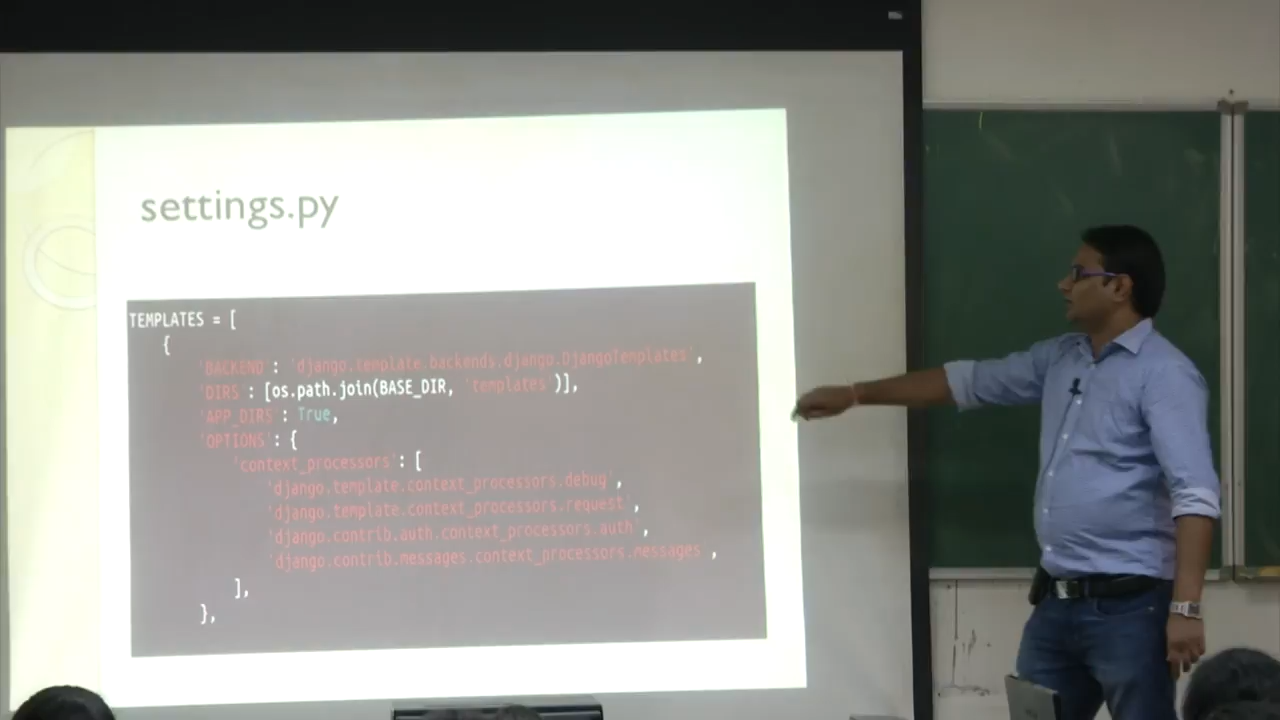 settings.py
TEMPLATES = [
{
'BACKEND': 'django.template.backends.django.DjangoTemplates',
'DIRS': [os.path.join(BASE_DIR, 'templates')],
'APP_DIRS': True,
'OPTIONS': {
'context_processors': [
'django.template.context_processors.debug',
'django.template.context_processors.request',
'django.contrib.auth.context_processors.auth',
'django.contrib.messages.context_processors.messages',
],
},